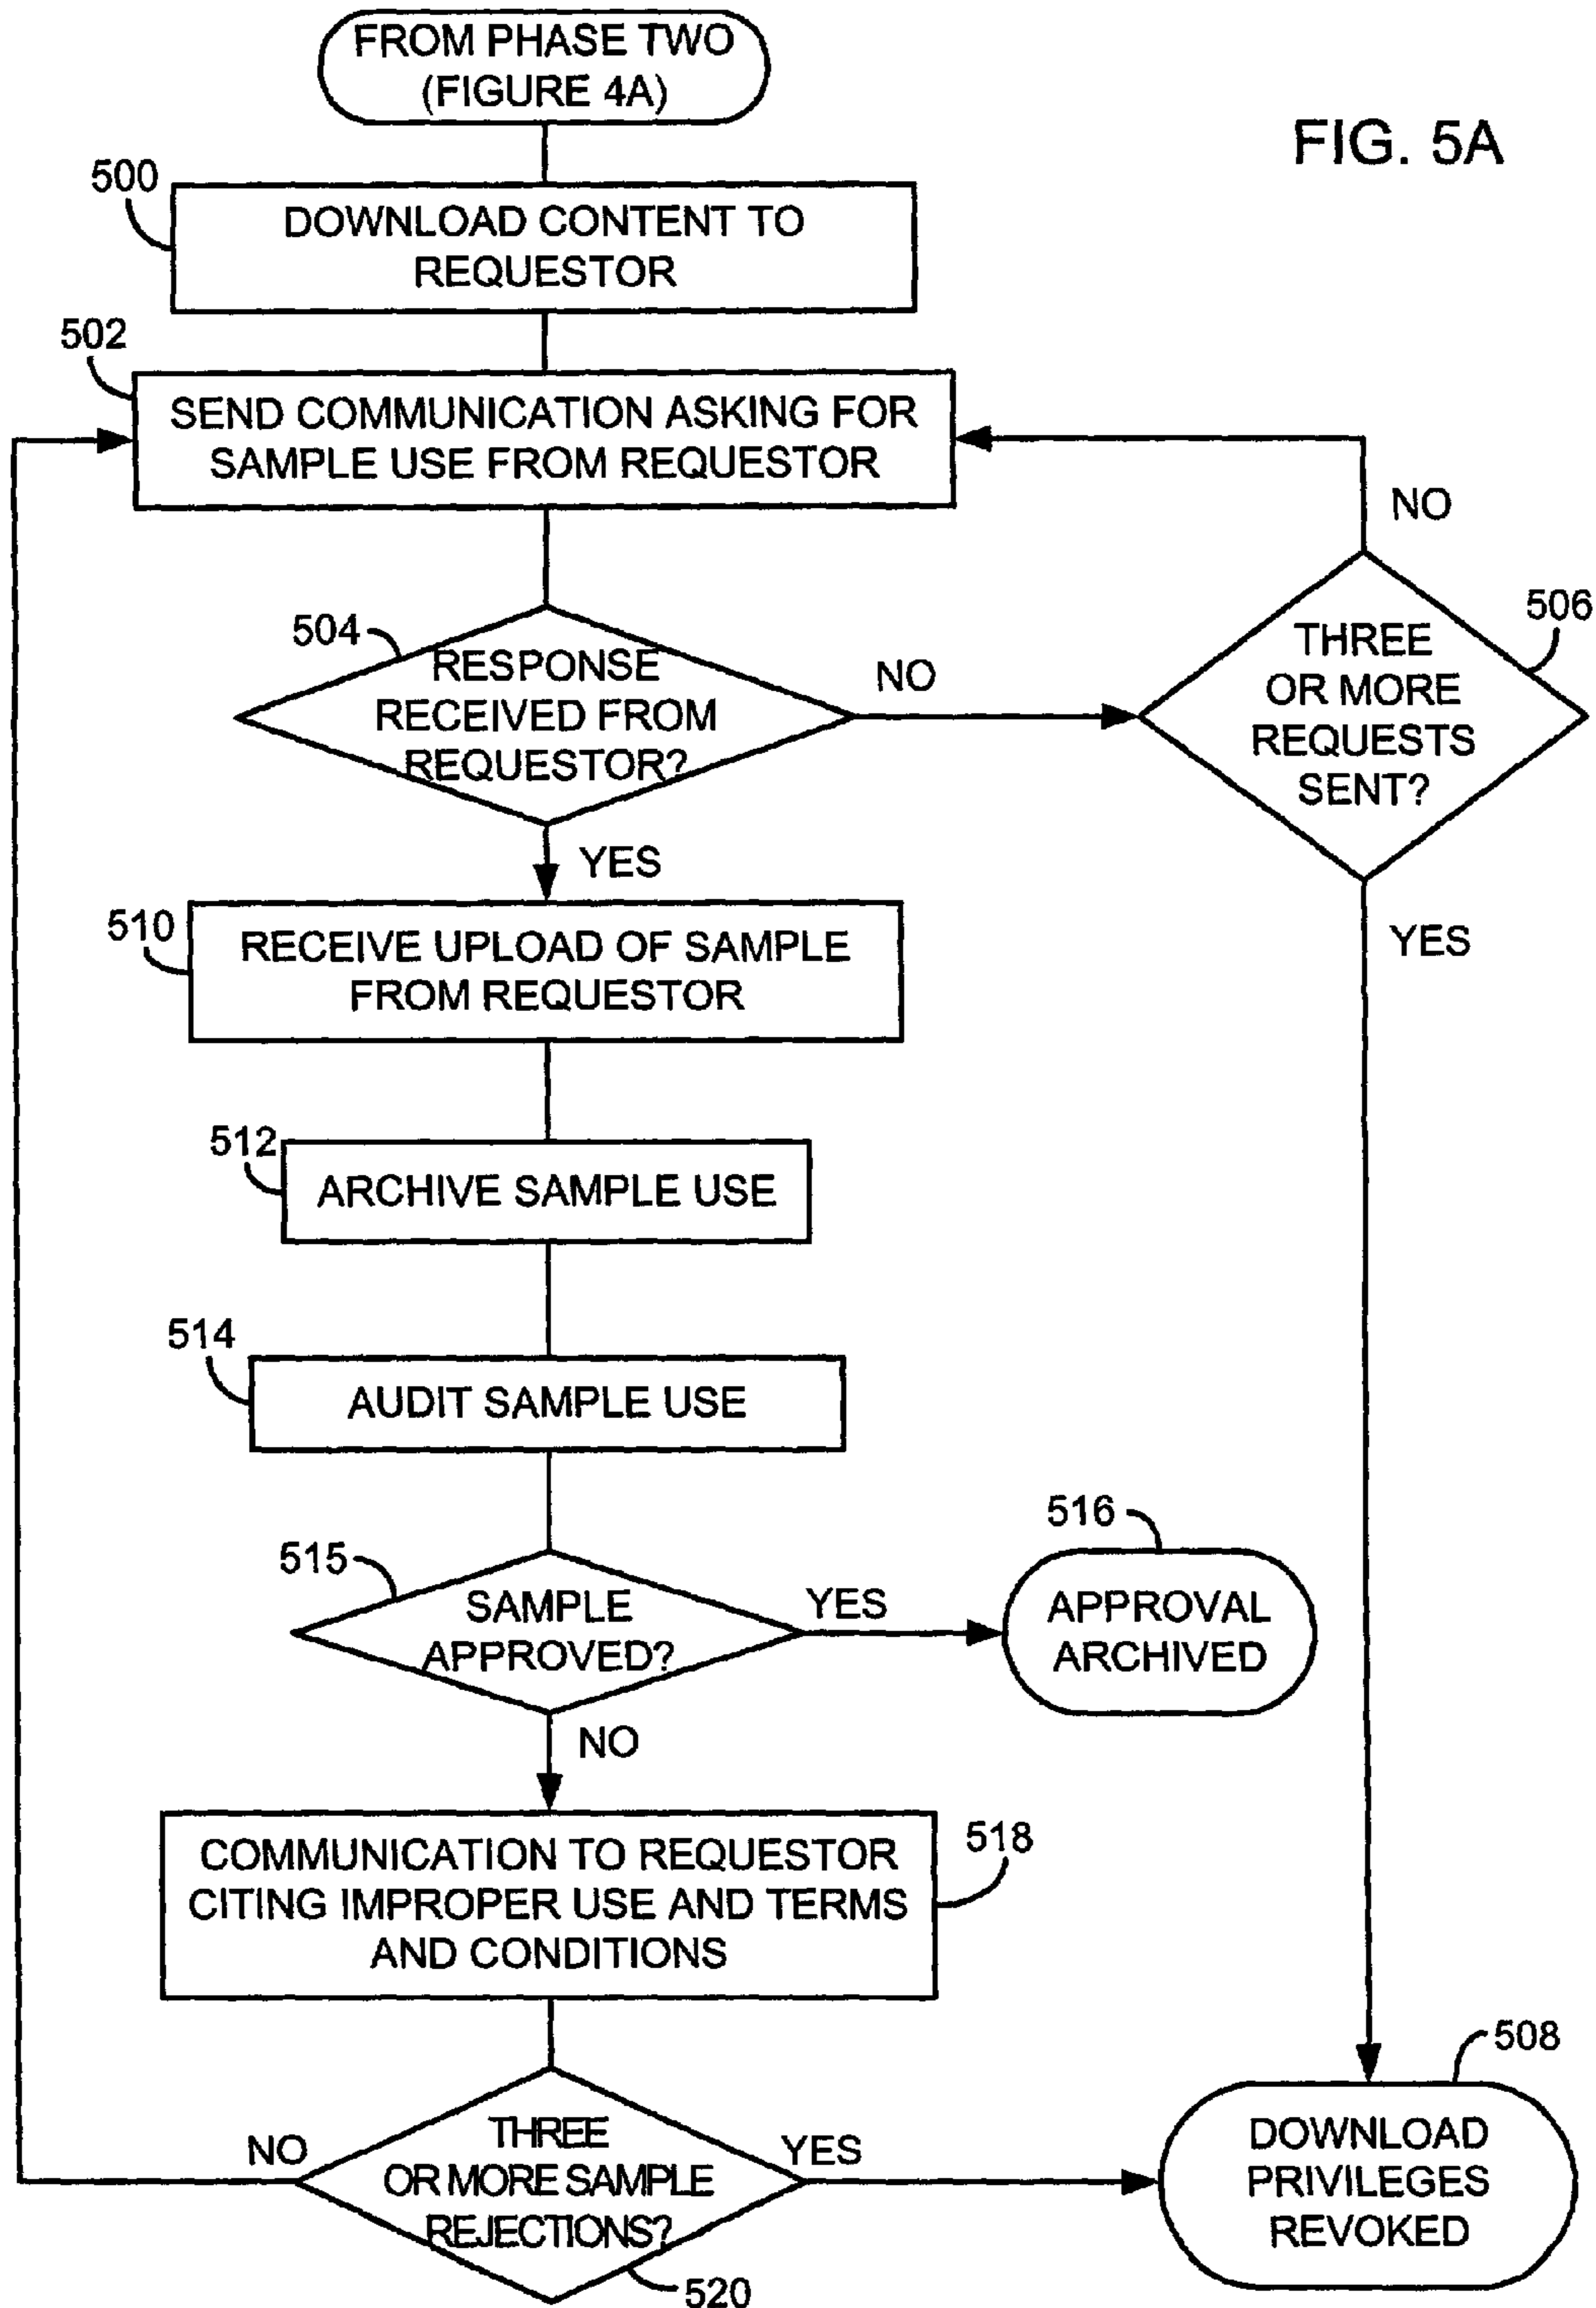 FROM PHASE TWO
(FIGURE 4A)
FIG. 5A
500
DOWNLOAD CONTENT TO
REQUESTOR
502
SEND COMMUNICATION ASKING FOR
SAMPLE USE FROM REQUESTOR
NO
504
RESPONSE
RECEIVED FROM
REQUESTOR?
NO
506
THREE
OR MORE
REQUESTS
SENT?
YES
YES
510
RECEIVE UPLOAD OF SAMPLE
FROM REQUESTOR
512
ARCHIVE SAMPLE USE
514
AUDIT SAMPLE USE
515
SAMPLE
APPROVED?
YES
516
APPROVAL
ARCHIVED
NO
COMMUNICATION TO REQUESTOR
CITING IMPROPER USE AND TERMS
AND CONDITIONS
518
NO
THREE
OR MORE SAMPLE
REJECTIONS?
YES
520
508
DOWNLOAD
PRIVILEGES
REVOKED